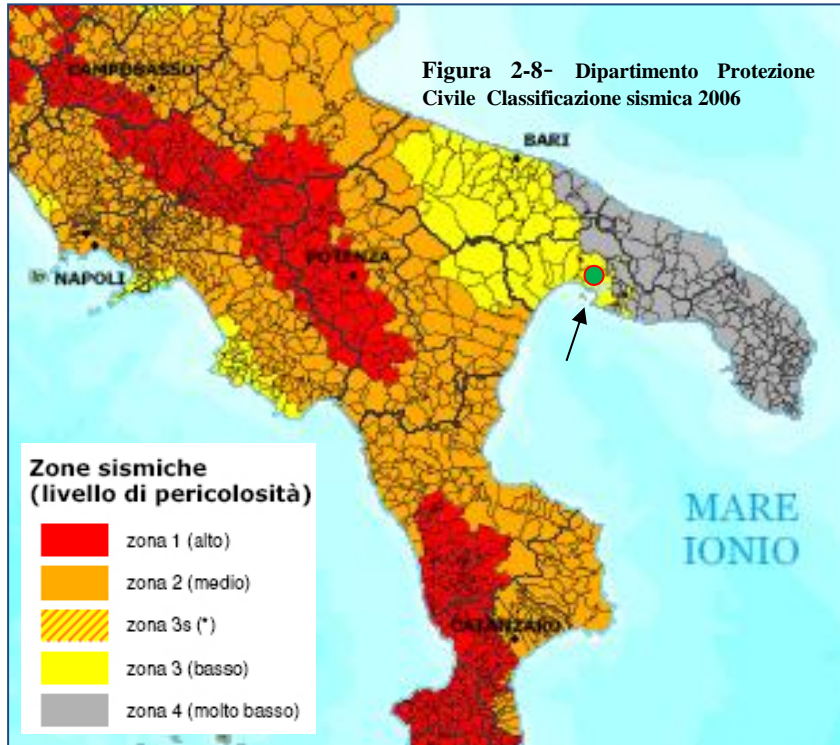 Figura 2-8- Dipartimento Protezione
Civile Classificazione sismica 2006
CAMPOBASSO
BARI
NAPOLI
POTENZA
MARE
IONIO
CATANZARO
Zone sismiche
(livello di pericolosità)
zona 1 (alto)
zona 2 (medio)
zona 3s (*)
zona 3 (basso)
zona 4 (molto basso)